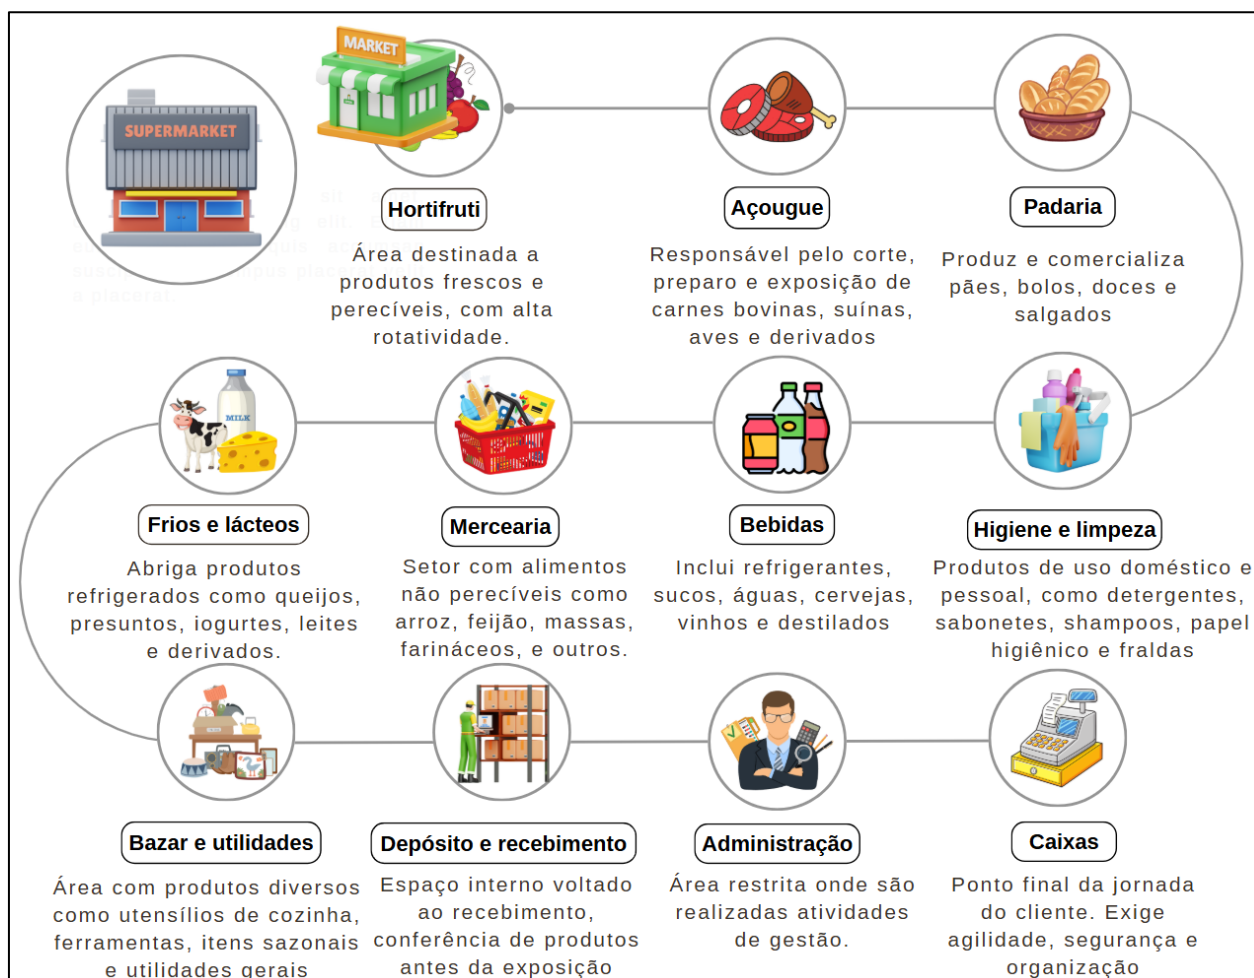 MARKET
SUPERMARKET
Hortifruti
Área destinada a
produtos frescos e
perecíveis, com alta
rotatividade.
Açougue
Responsável pelo corte,
preparo e exposição de
carnes bovinas, suínas,
aves e derivados
Padaria
Produz e comercializa
pães, bolos, doces e
salgados
MILK
Frios e lácteos
Abriga produtos
refrigerados como queijos,
presuntos, iogurtes, leites
e derivados.
Mercearia
Setor com alimentos
não perecíveis como
arroz, feijão, massas,
farináceos, e outros.
Bebidas
Inclui refrigerantes,
sucos, águas, cervejas,
vinhos e destilados
Higiene e limpeza
Produtos de uso doméstico e
pessoal, como detergentes,
sabonetes, shampoos, papel
higiênico e fraldas
Bazar e utilidades
Área com produtos diversos
como utensílios de cozinha,
ferramentas, itens sazonais
e utilidades gerais
Depósito e recebimento
Espaço interno voltado
ao recebimento,
conferência de produtos
antes da exposição
Administração
Área restrita onde são
realizadas atividades
de gestão.
Caixas
Ponto final da jornada
do cliente. Exige
agilidade, segurança e
organização